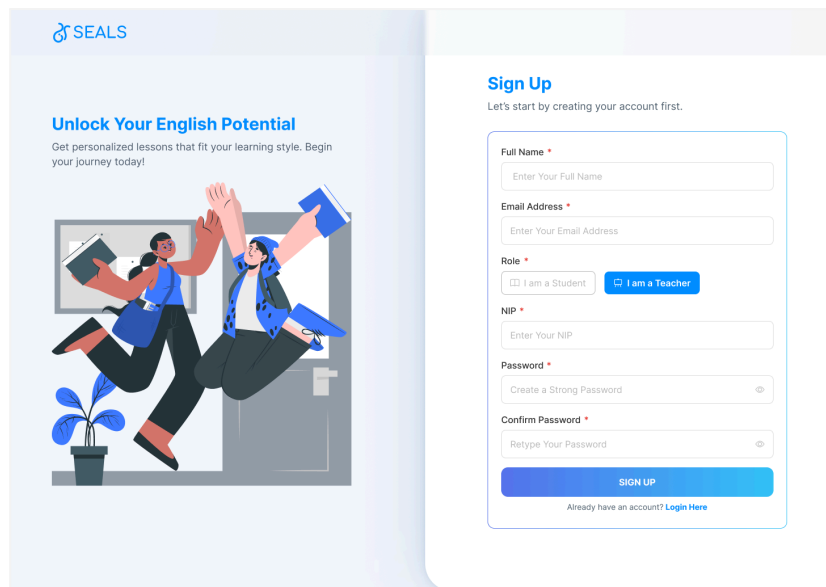 SEALS
Unlock Your English Potential
Get personalized lessons that fit your learning style. Begin
your journey today!
Sign Up
Let's start by creating your account first.
Full Name *
Enter Your Full Name
Email Address *
Enter Your Email Address
Role *
I am a Student
I am a Teacher
NIP *
Enter Your NIP
Password *
Create a Strong Password
Confirm Password *
Retype Your Password
SIGN UP
Already have an account? Login Here